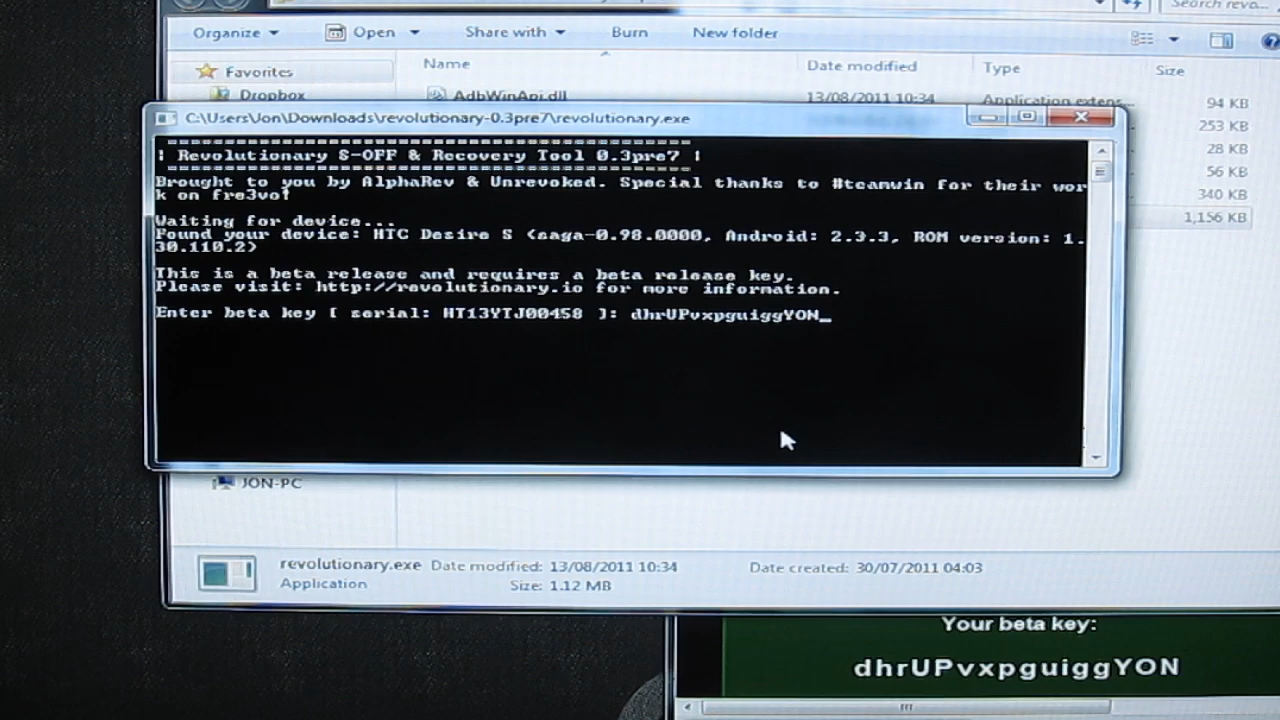 Search revo...
Organize Open Share with Burn New folder
Name Date modified Type Size
Favorites
Dropbox AdbWinApi.dll 13/08/2011 10:34 Application extens... 94 KB
253 KB
28 KB
56 KB
340 KB
1,156 KB
C:\Users\Jon\Downloads\revolutionary-0.3pre7\revolutionary.exe
=============================================================
| Revolutionary S-OFF & Recovery Tool 0.3pre7 |
=============================================================
Brought to you by AlphaRev & Unrevoked. Special thanks to #teamwin for their wor
k on fre3vo!
Waiting for device...
Found your device: HTC Desire S (saga-0.98.0000, Android: 2.3.3, ROM version: 1.
30.110.2)
This is a beta release and requires a beta release key.
Please visit: http://revolutionary.io for more information.
Enter beta key [ serial: HT13YTJ00458 ]: dhrUPvxpguiggYON_
JON-PC
revolutionary.exe Date modified: 13/08/2011 10:34 Date created: 30/07/2011 04:03
Application Size: 1.12 MB
Your beta key:
dhrUPvxpguiggYON